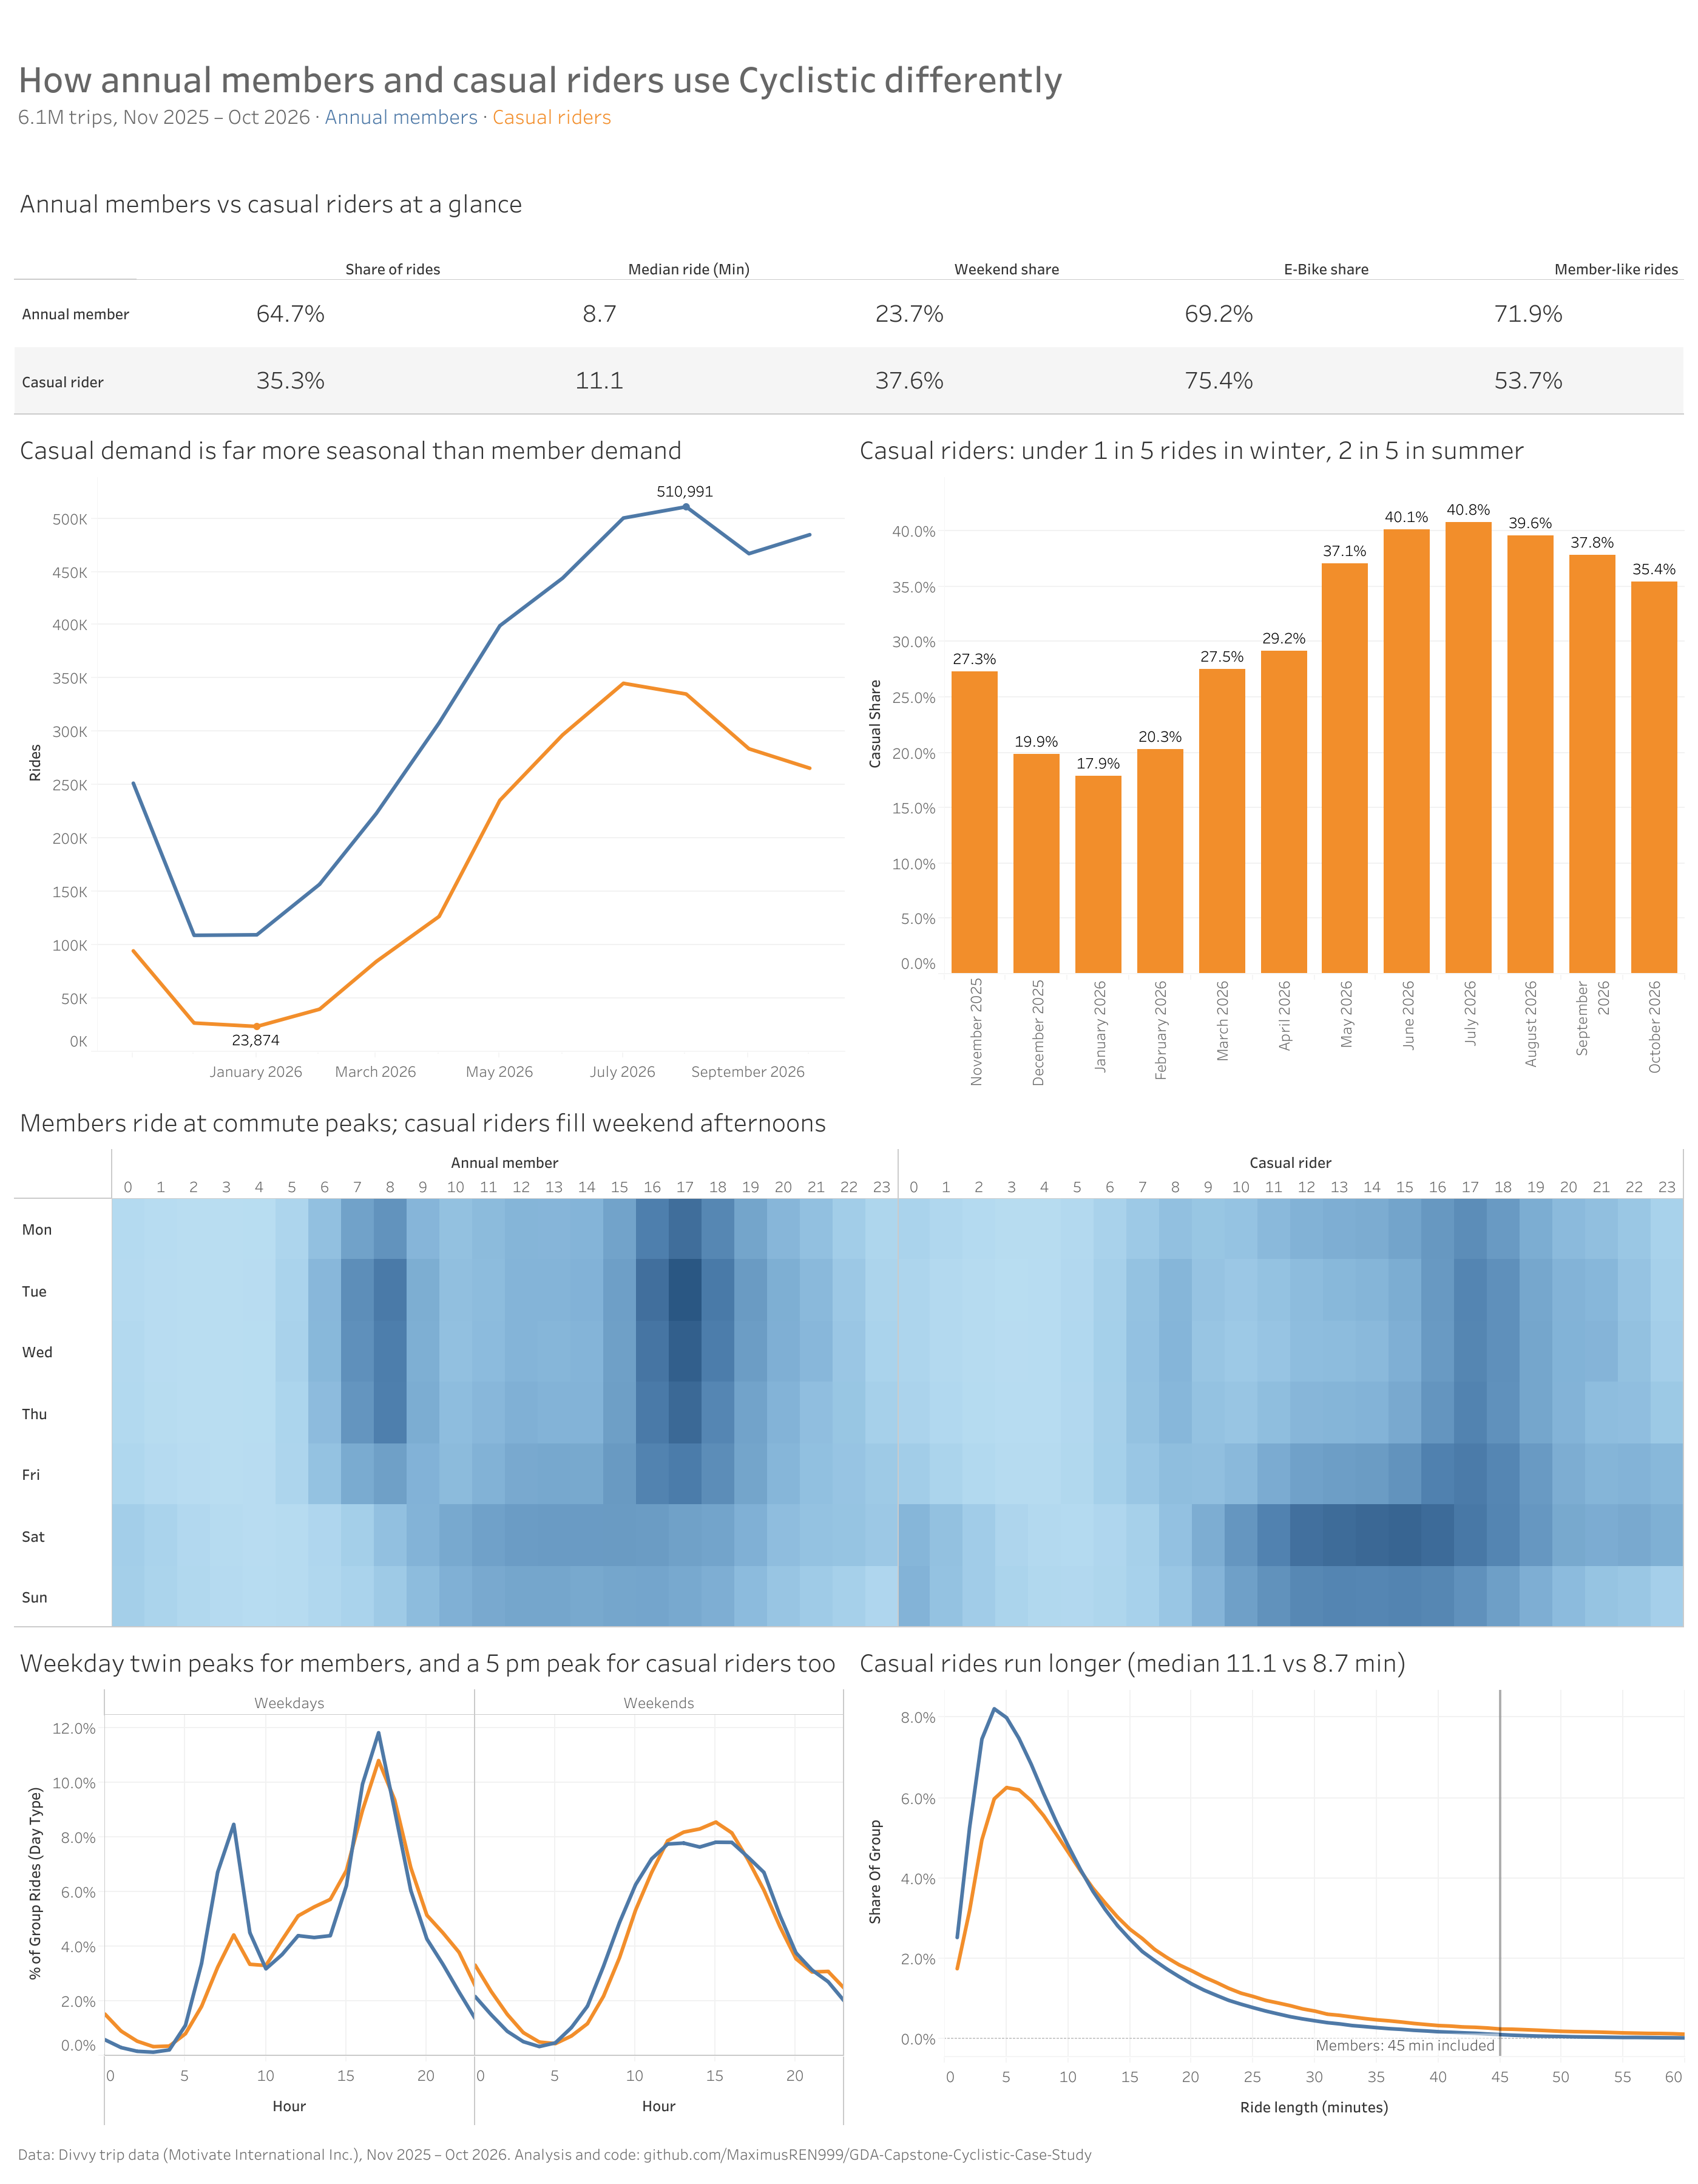 How annual members and casual riders use Cyclistic differently
6.1M trips, Nov 2025 – Oct 2026 · Annual members · Casual riders
Annual members vs casual riders at a glance
Share of rides Median ride (Min) Weekend share E-Bike share Member-like rides
Annual member 64.7% 8.7 23.7% 69.2% 71.9%
Casual rider 35.3% 11.1 37.6% 75.4% 53.7%
Casual demand is far more seasonal than member demand
510,991
500K
450K
400K
350K
300K
250K
200K
150K
100K
50K
0K
Rides
23,874
January 2026 March 2026 May 2026 July 2026 September 2026
Casual riders: under 1 in 5 rides in winter, 2 in 5 in summer
40.0%
35.0%
30.0%
25.0%
20.0%
15.0%
10.0%
5.0%
0.0%
Casual Share
27.3% 19.9% 17.9% 20.3% 27.5% 29.2% 37.1% 40.1% 40.8% 39.6% 37.8% 35.4%
November 2025
December 2025
January 2026
February 2026
March 2026
April 2026
May 2026
June 2026
July 2026
August 2026
September
2026
October 2026
Members ride at commute peaks; casual riders fill weekend afternoons
Annual member Casual rider
0 1 2 3 4 5 6 7 8 9 10 11 12 13 14 15 16 17 18 19 20 21 22 23 0 1 2 3 4 5 6 7 8 9 10 11 12 13 14 15 16 17 18 19 20 21 22 23
Mon
Tue
Wed
Thu
Fri
Sat
Sun
Weekday twin peaks for members, and a 5 pm peak for casual riders too
Weekdays Weekends
12.0%
10.0%
8.0%
6.0%
4.0%
2.0%
0.0%
% of Group Rides (Day Type)
0 5 10 15 20 0 5 10 15 20
Hour Hour
Casual rides run longer (median 11.1 vs 8.7 min)
8.0%
6.0%
4.0%
2.0%
0.0%
Share Of Group
Members: 45 min included
0 5 10 15 20 25 30 35 40 45 50 55 60
Ride length (minutes)
Data: Divvy trip data (Motivate International Inc.), Nov 2025 – Oct 2026. Analysis and code: github.com/MaximusREN999/GDA-Capstone-Cyclistic-Case-Study